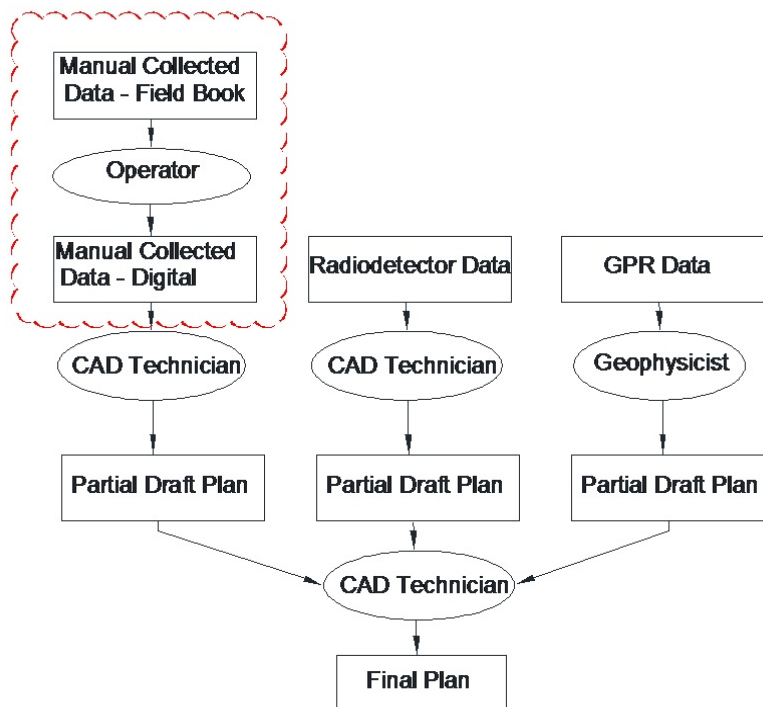 Manual Collected
Data - Field Book
Operator
Manual Collected
Data - Digital
Radiodetector Data
GPR Data
CAD Technician
CAD Technician
Geophysicist
Partial Draft Plan
Partial Draft Plan
Partial Draft Plan
CAD Technician
Final Plan